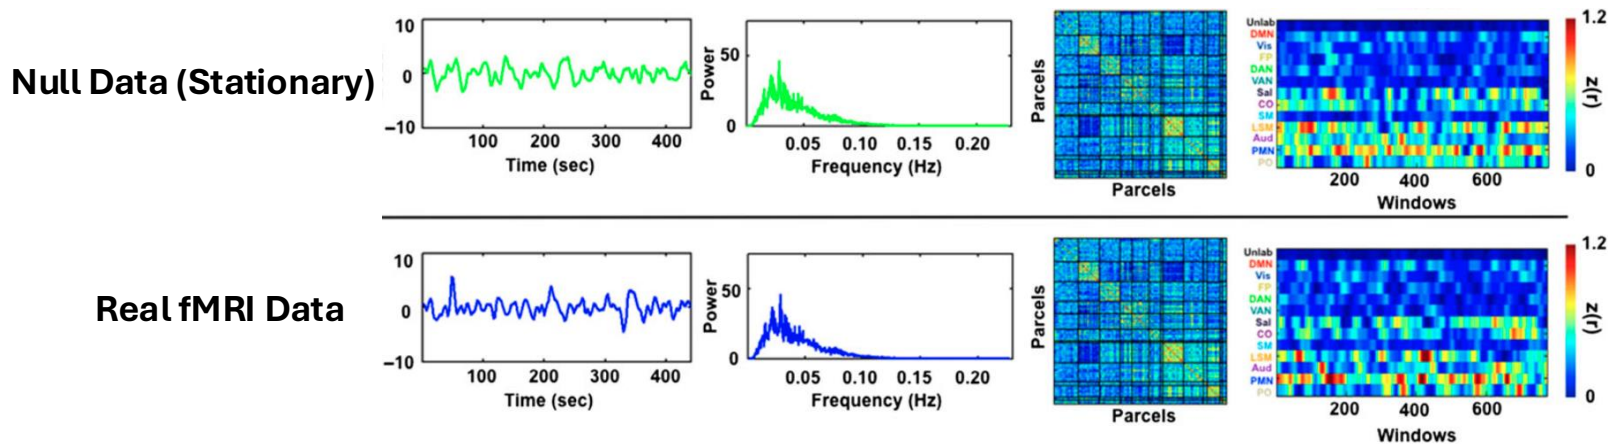 Null Data (Stationary)
10
0
−10
100 200 300 400
Time (sec)
Power
50
0
0.05 0.10 0.15 0.20
Frequency (Hz)
Parcels
Parcels
Unlab
DMN
Vis
FP
DAN
VAN
Sal
CO
SM
LSM
Aud
PMN
PO
200 400 600
Windows
1.2
z(r)
0
Real fMRI Data
10
0
−10
100 200 300 400
Time (sec)
Power
50
0
0.05 0.10 0.15 0.20
Frequency (Hz)
Parcels
Parcels
Unlab
DMN
Vis
FP
DAN
VAN
Sal
CO
SM
LSM
Aud
PMN
PO
200 400 600
Windows
1.2
z(r)
0